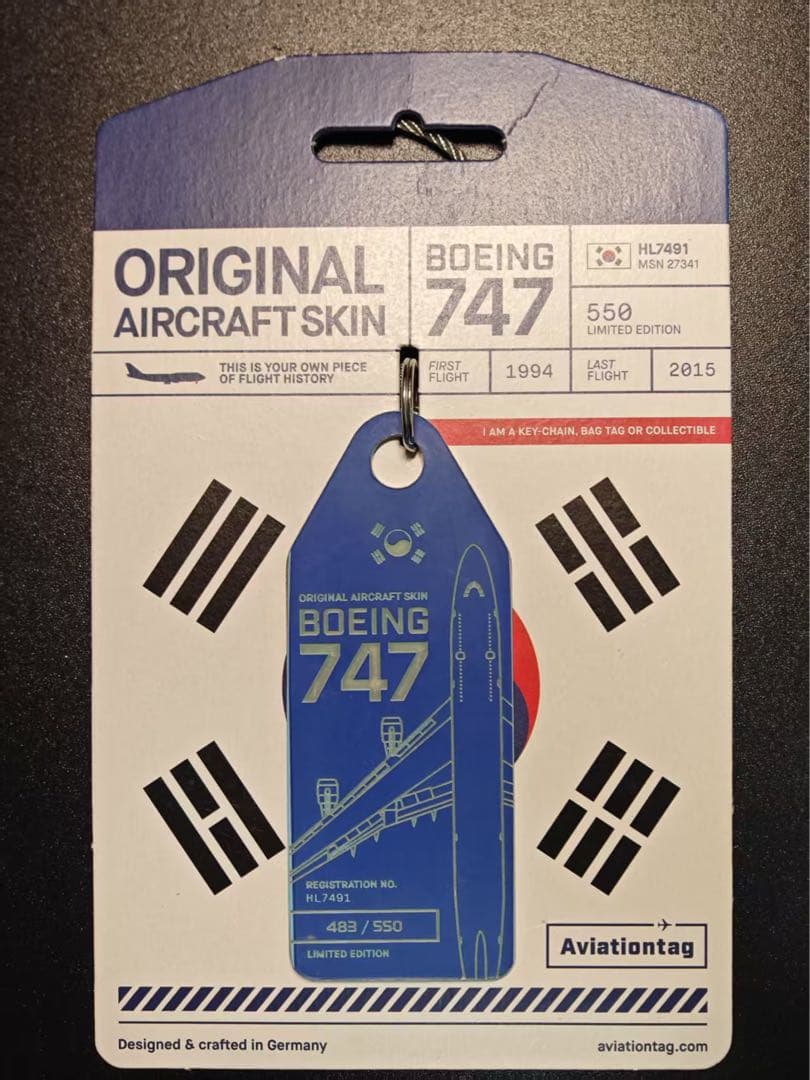 ORIGINAL
AIRCRAFT SKIN
BOEING
747
HL7491
MSN 27341
550
LIMITED EDITION
THIS IS YOUR OWN PIECE
OF FLIGHT HISTORY
FIRST
FLIGHT
1994
LAST
FLIGHT
2015
I AM A KEY-CHAIN, BAG TAG OR COLLECTIBLE
ORIGINAL AIRCRAFT SKIN
BOEING
747
REGISTRATION NO.
HL7491
483 / 550
LIMITED EDITION
Aviationtag
Designed & crafted in Germany
aviationtag.com